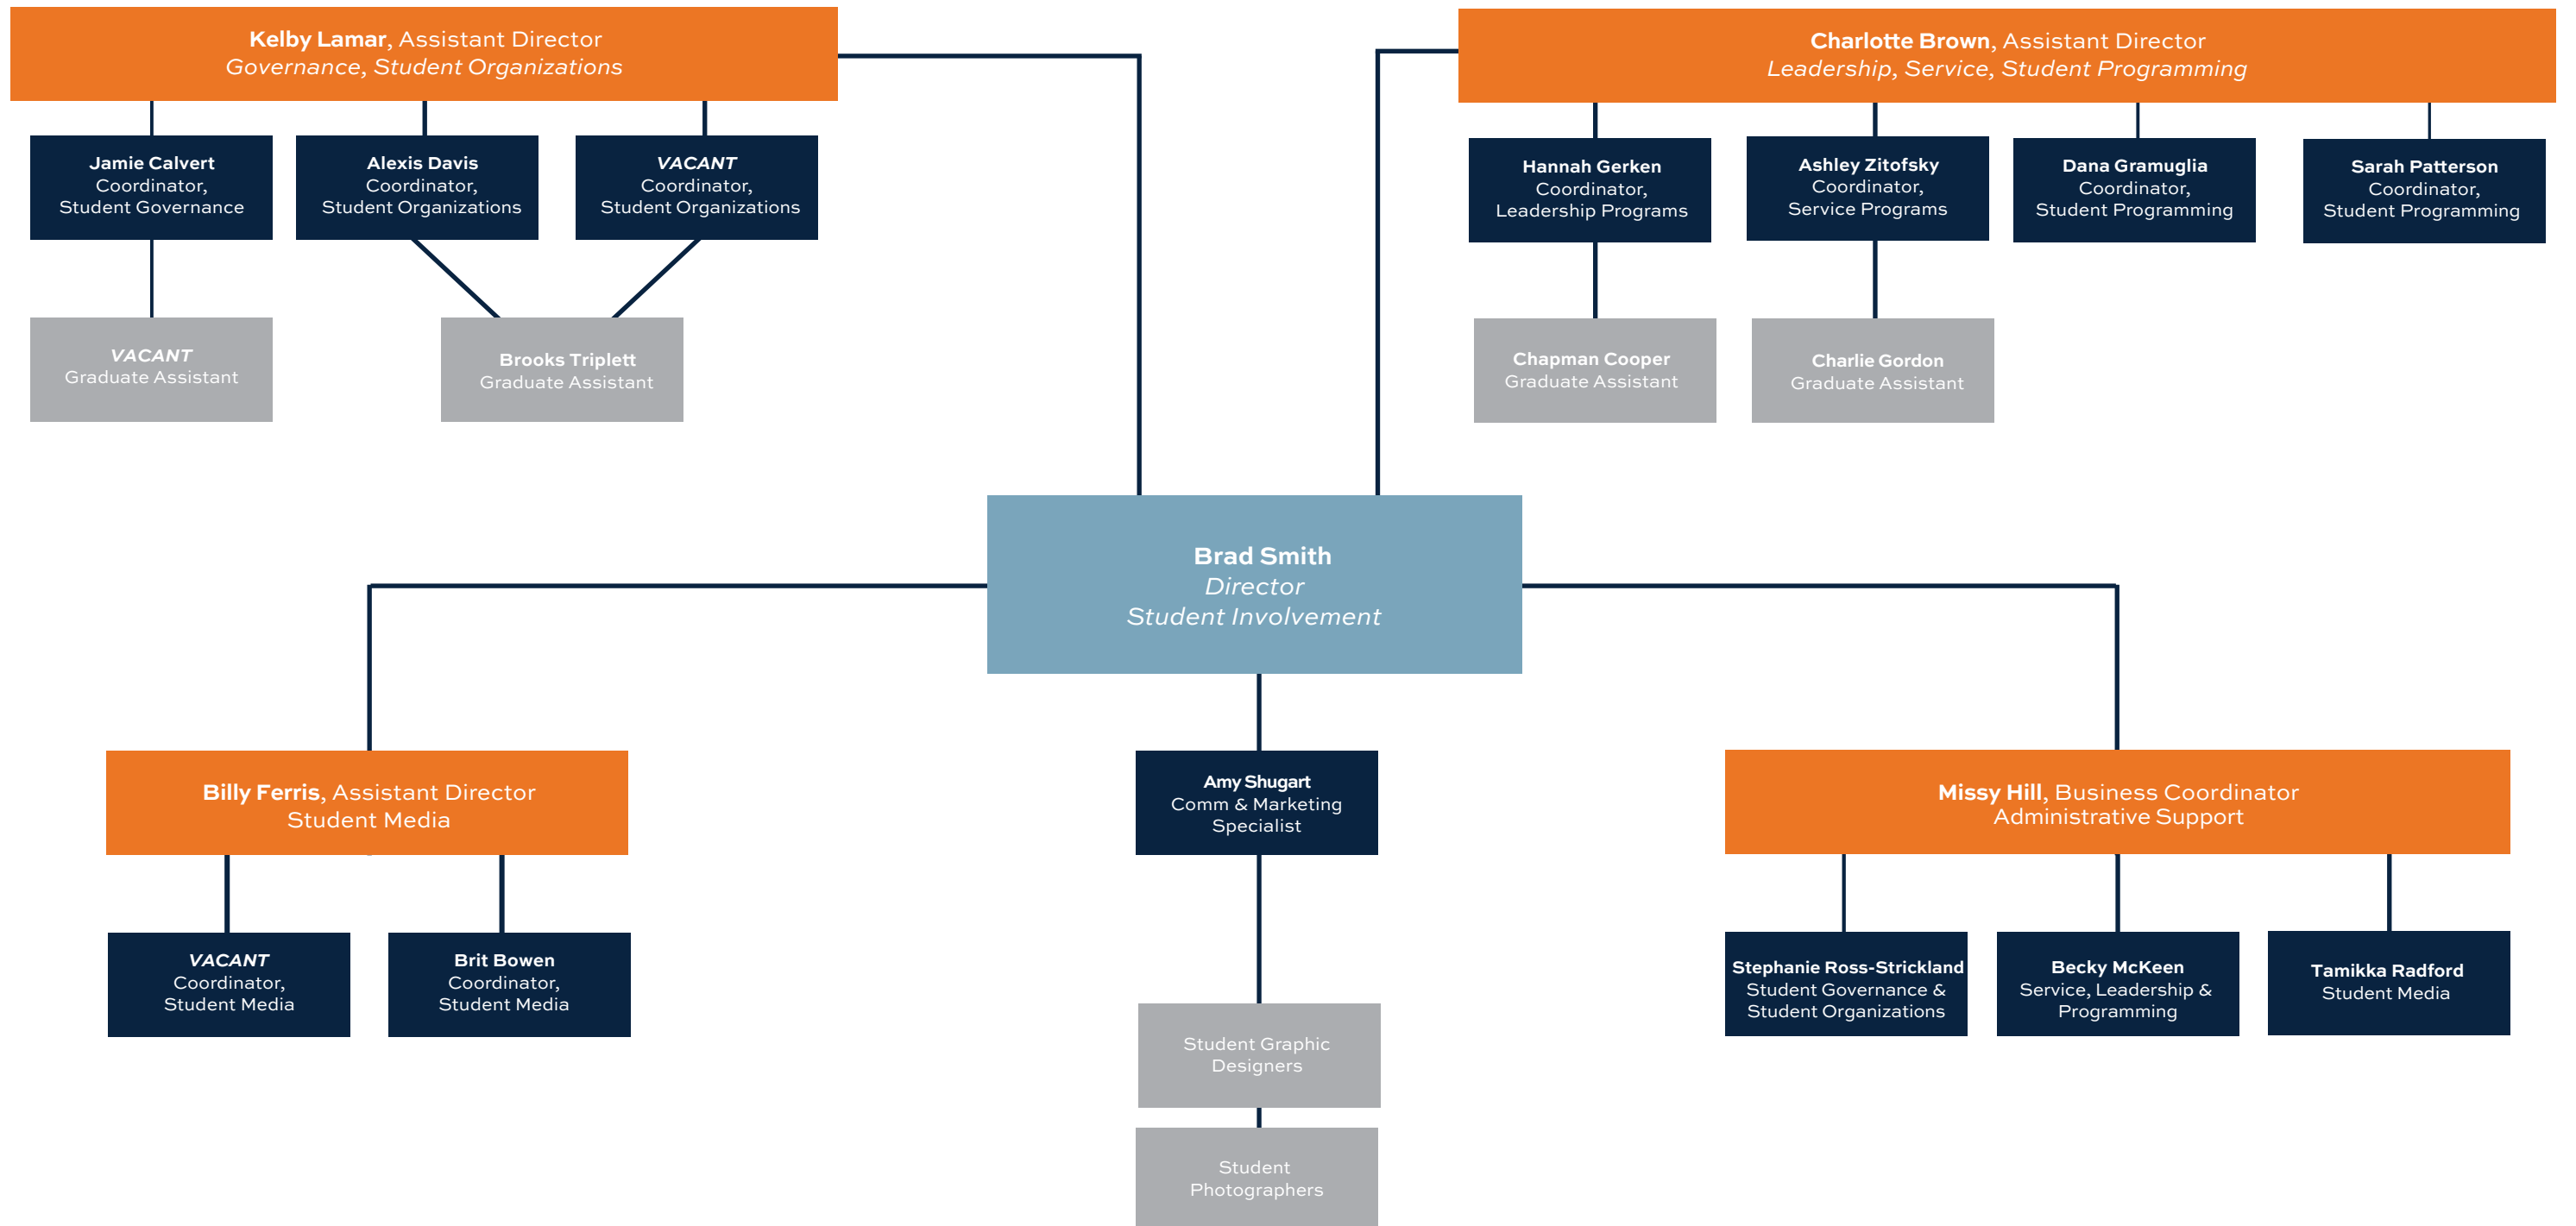 Kelby Lamar, Assistant Director
Governance, Student Organizations
Jamie Calvert
Coordinator,
Student Governance
Alexis Davis
Coordinator,
Student Organizations
VACANT
Coordinator,
Student Organizations
VACANT
Graduate Assistant
Brooks Triplett
Graduate Assistant
Charlotte Brown, Assistant Director
Leadership, Service, Student Programming
Hannah Gerken
Coordinator,
Leadership Programs
Ashley Zitofsky
Coordinator,
Service Programs
Dana Gramuglia
Coordinator,
Student Programming
Sarah Patterson
Coordinator,
Student Programming
Chapman Cooper
Graduate Assistant
Charlie Gordon
Graduate Assistant
Brad Smith
Director
Student Involvement
Billy Ferris, Assistant Director
Student Media
VACANT
Coordinator,
Student Media
Brit Bowen
Coordinator,
Student Media
Amy Shugart
Comm & Marketing
Specialist
Student Graphic
Designers
Student
Photographers
Missy Hill, Business Coordinator
Administrative Support
Stephanie Ross-Strickland
Student Governance &
Student Organizations
Becky McKeen
Service, Leadership &
Programming
Tamikka Radford
Student Media